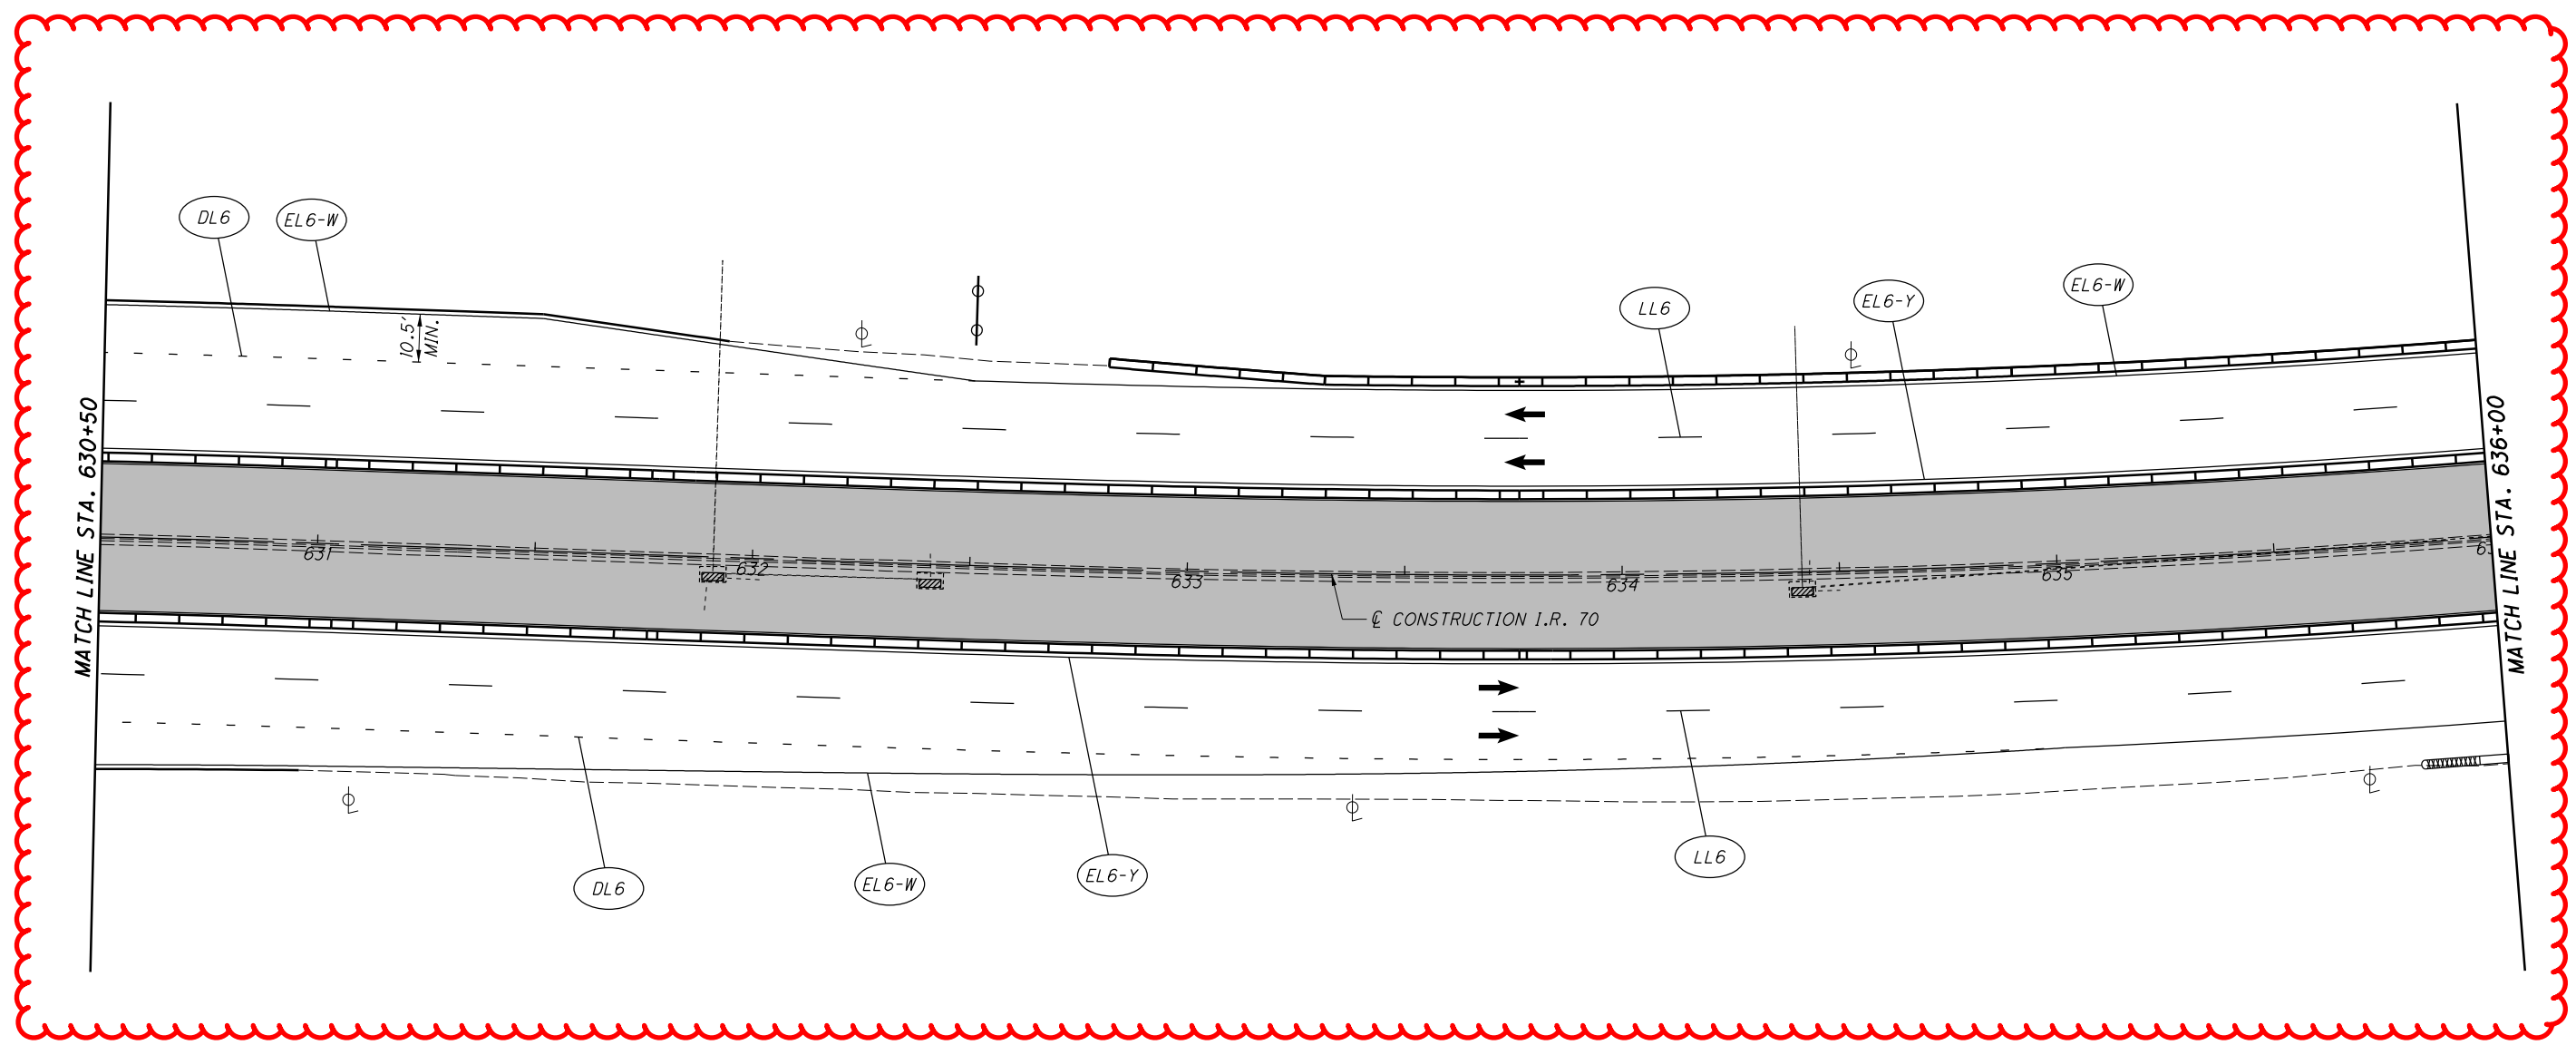 DL6
EL6-W
10.5'
MIN.
LL6
EL6-Y
EL6-W
MATCH LINE STA. 630+50
MATCH LINE STA. 636+00
631
632
633
634
635
℄ CONSTRUCTION I.R. 70
DL6
EL6-W
EL6-Y
LL6